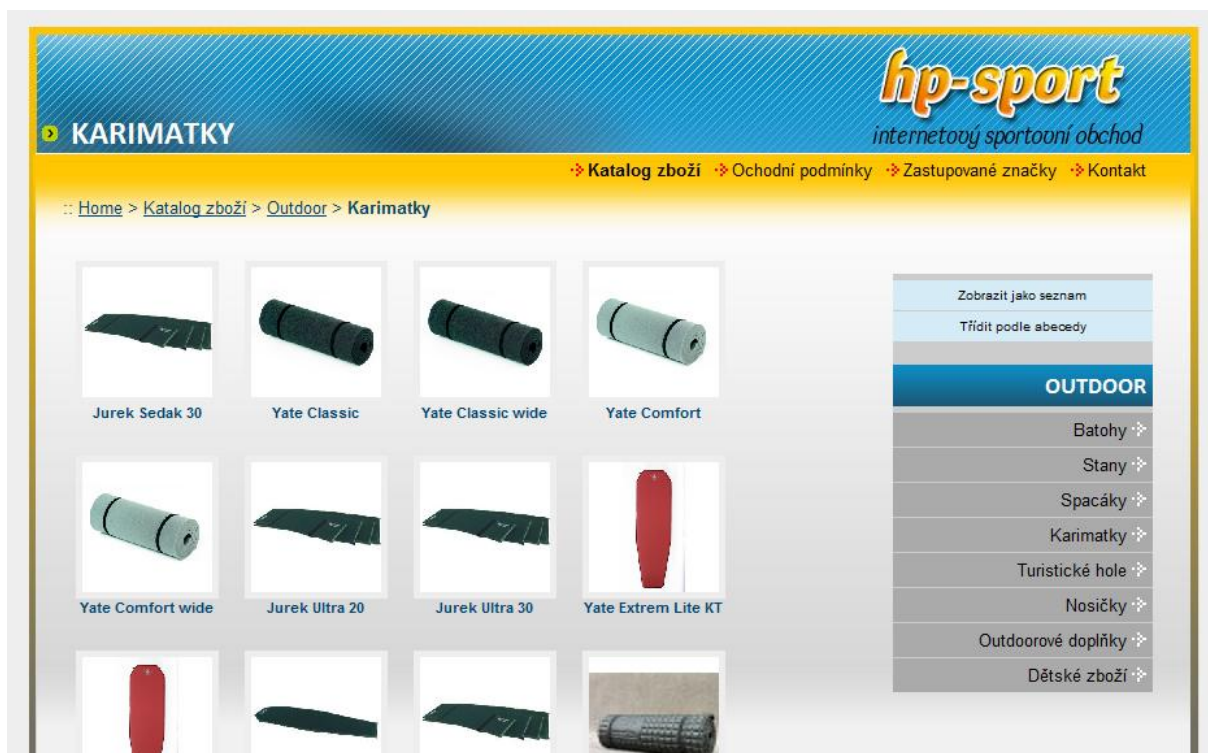 hp-sport
internetový sportovní obchod
KARIMATKY
Katalog zboží Ochodní podmínky Zastupované značky Kontakt
:: Home > Katalog zboží > Outdoor > Karimatky
Jurek Sedak 30 Yate Classic Yate Classic wide Yate Comfort
Yate Comfort wide Jurek Ultra 20 Jurek Ultra 30 Yate Extrem Lite KT
Zobrazit jako seznam
Třídit podle abecedy
OUTDOOR
Batohy
Stany
Spacáky
Karimatky
Turistické hole
Nosičky
Outdoorové doplňky
Dětské zboží